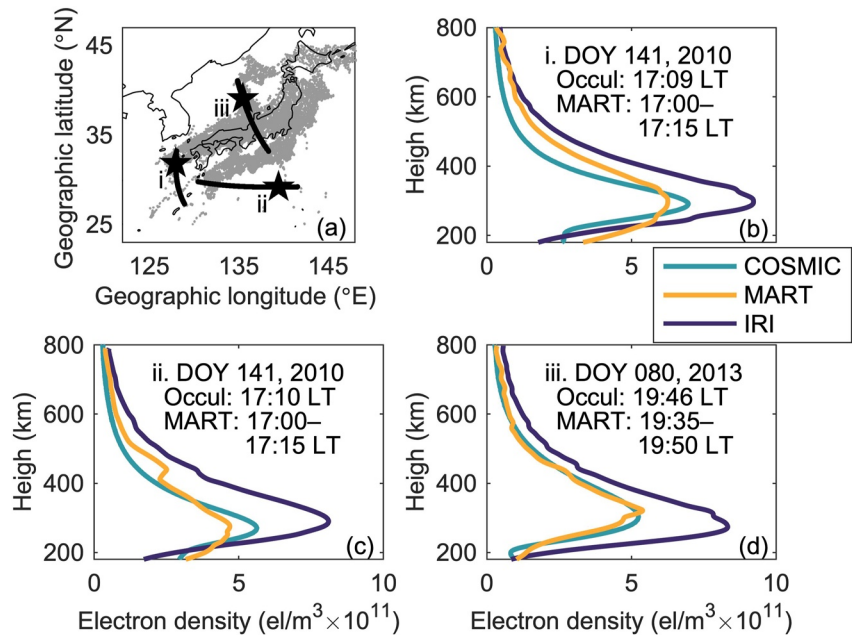 45
35
25
125
135
145
Geographic latitude (°N)
Geographic longitude (°E)
iii
i
ii
(a)
800
600
400
200
0
5
10
Heigh (km)
i. DOY 141, 2010
Occul: 17:09 LT
MART: 17:00–
17:15 LT
(b)
COSMIC
MART
IRI
800
600
400
200
0
5
10
Heigh (km)
Electron density (el/m³×10¹¹)
ii. DOY 141, 2010
Occul: 17:10 LT
MART: 17:00–
17:15 LT
(c)
800
600
400
200
0
5
10
Heigh (km)
Electron density (el/m³×10¹¹)
iii. DOY 080, 2013
Occul: 19:46 LT
MART: 19:35–
19:50 LT
(d)